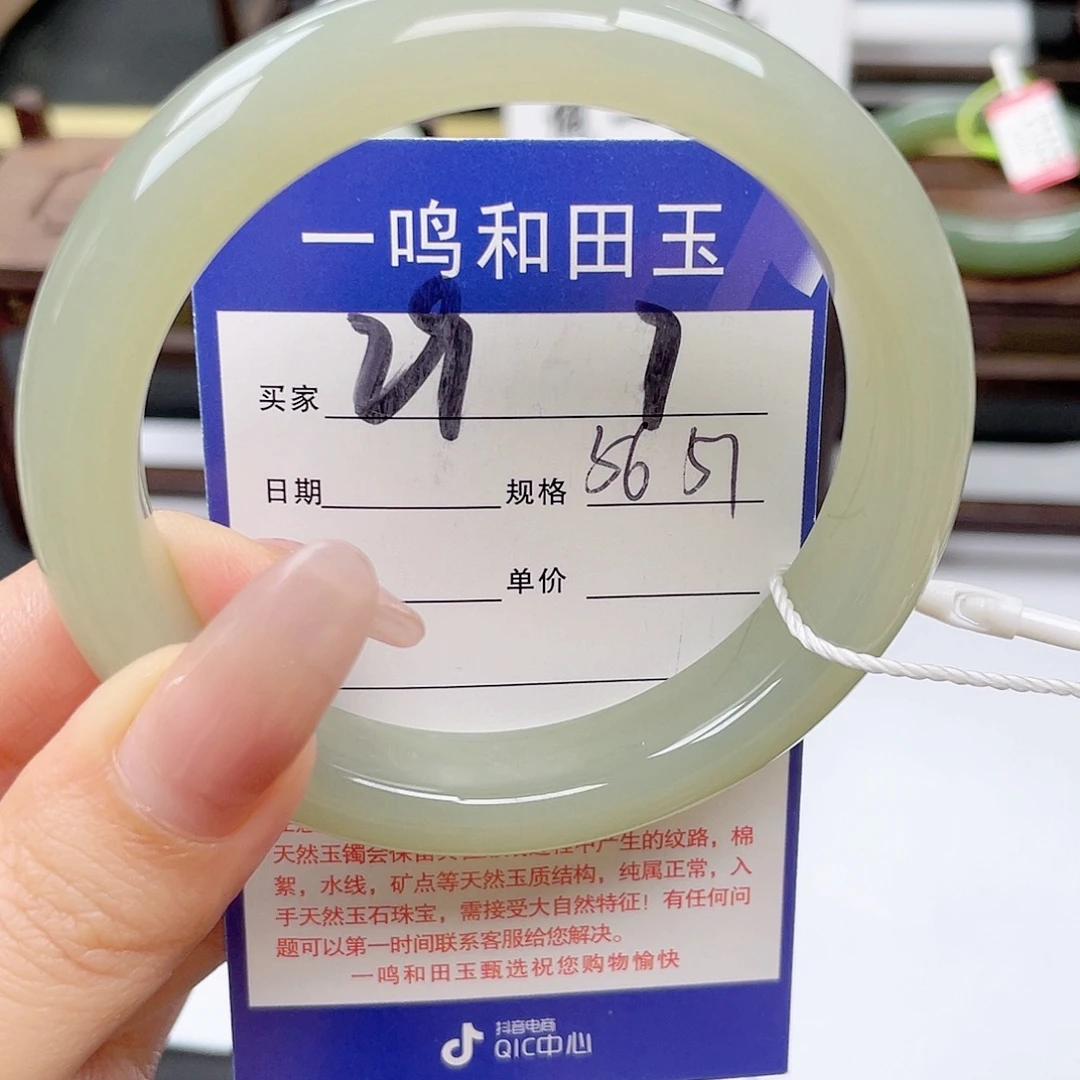 一鸣和田玉
买家
日期 规格 56 57
单价
天然玉镯会保留 产生的纹路，棉
絮，水线，矿点等天然玉质结构，纯属正常，入
手天然玉石珠宝，需接受大自然特征！有任何问
题可以第一时间联系客服给您解决。
一鸣和田玉甄选祝您购物愉快
抖音电商
QIC中心